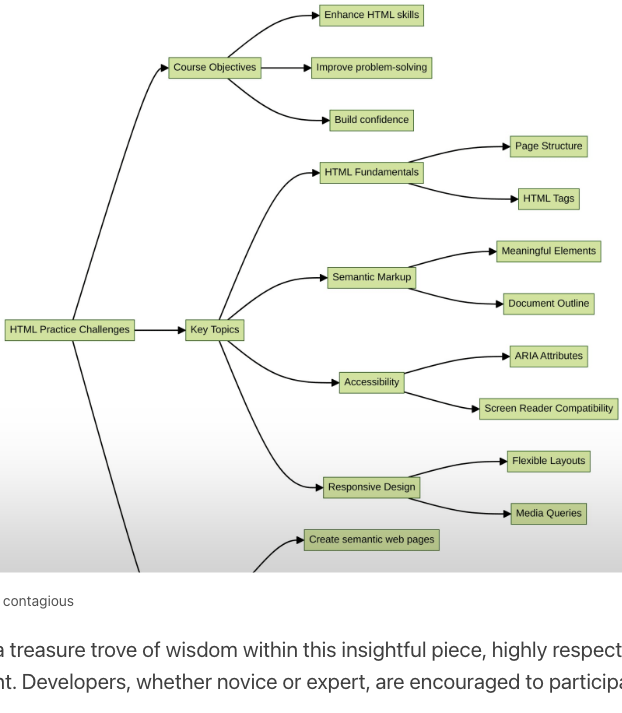 Enhance HTML skills
Course Objectives
Improve problem-solving
Build confidence
Page Structure
HTML Fundamentals
HTML Tags
Meaningful Elements
Semantic Markup
Document Outline
HTML Practice Challenges
Key Topics
ARIA Attributes
Accessibility
Screen Reader Compatibility
Flexible Layouts
Responsive Design
Media Queries
Create semantic web pages
contagious
a treasure trove of wisdom within this insightful piece, highly respect
nt. Developers, whether novice or expert, are encouraged to participa